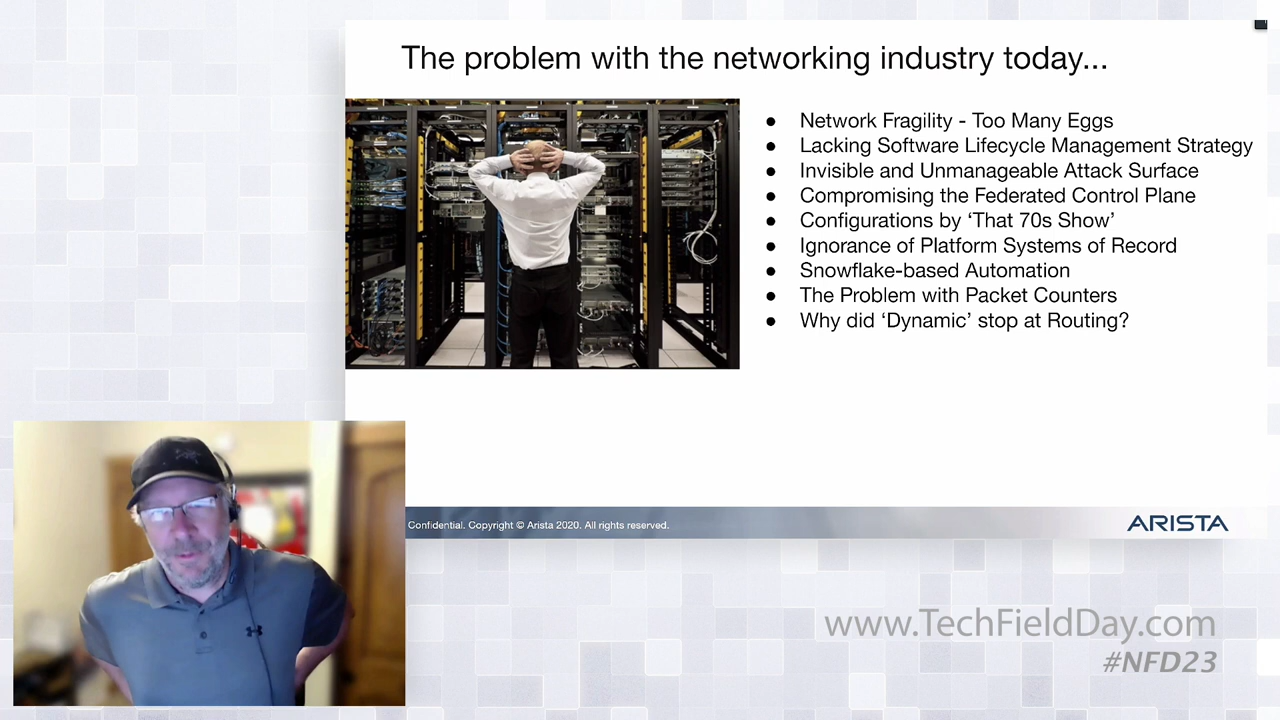 The problem with the networking industry today...
● Network Fragility - Too Many Eggs
● Lacking Software Lifecycle Management Strategy
● Invisible and Unmanageable Attack Surface
● Compromising the Federated Control Plane
● Configurations by ‘That 70s Show’
● Ignorance of Platform Systems of Record
● Snowflake-based Automation
● The Problem with Packet Counters
● Why did ‘Dynamic’ stop at Routing?
Confidential. Copyright © Arista 2020. All rights reserved.
ARISTA
www.TechFieldDay.com
#NFD23